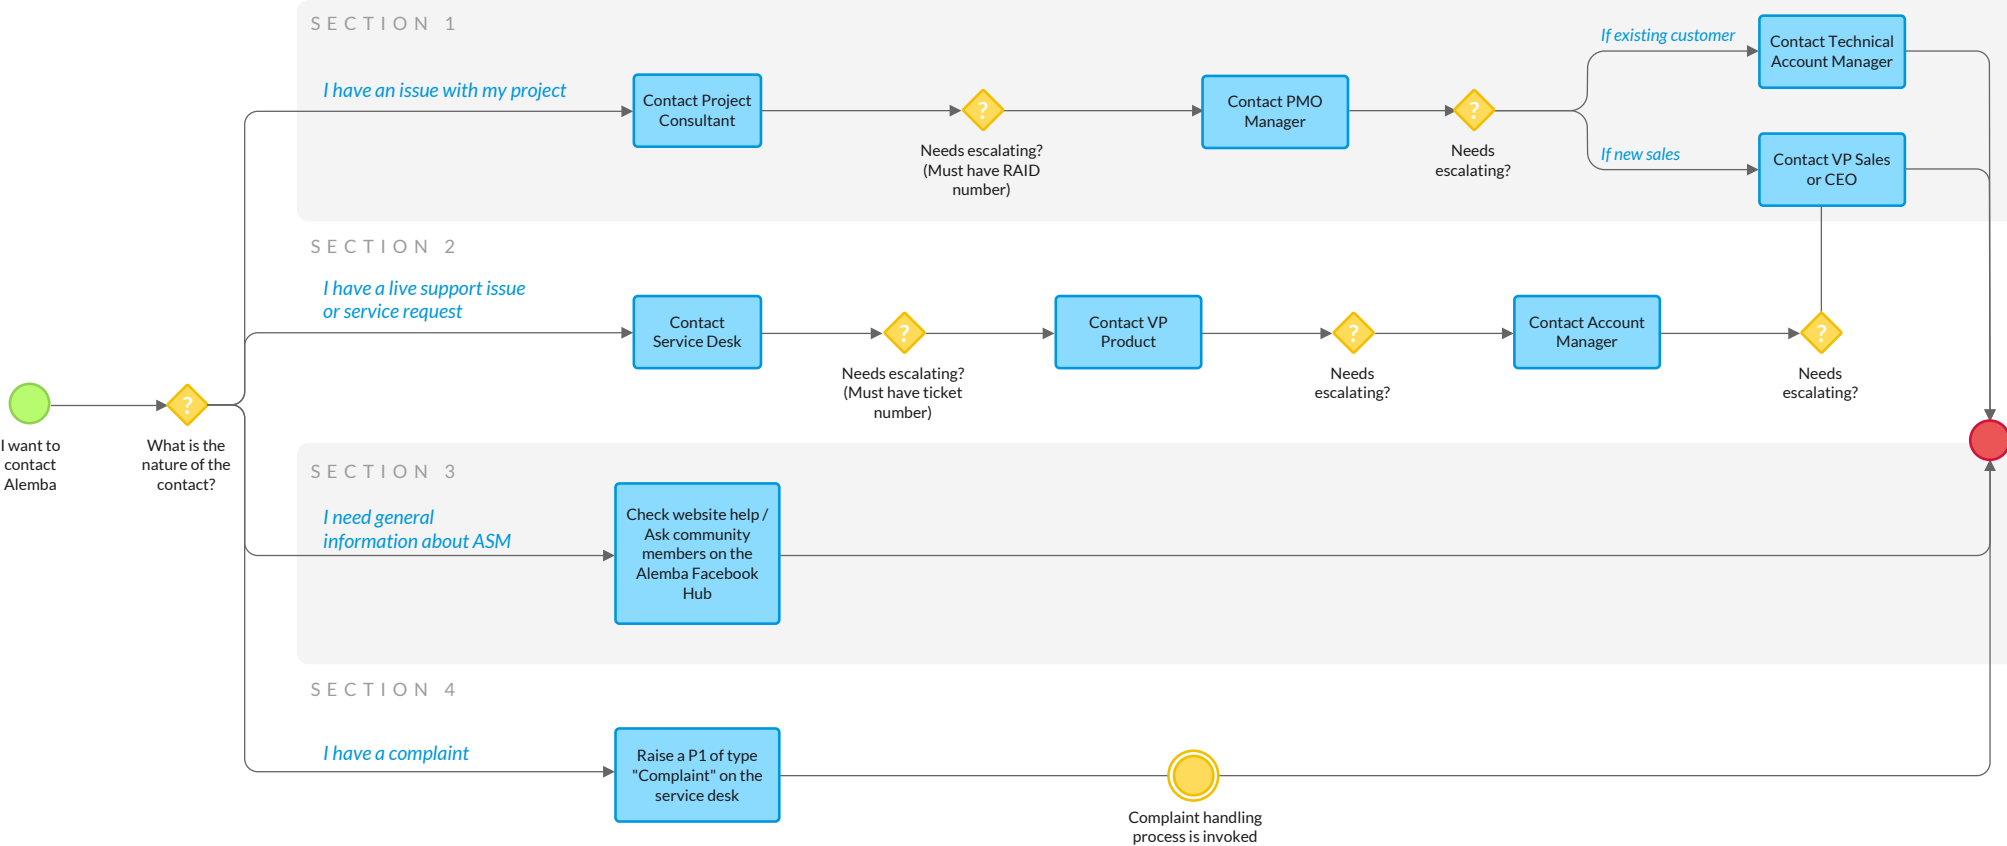 SECTION 1
I have an issue with my project
Contact Project
Consultant
?
Needs escalating?
(Must have RAID
number)
Contact PMO
Manager
?
Needs
escalating?
If existing customer
Contact Technical
Account Manager
If new sales
Contact VP Sales
or CEO
SECTION 2
I have a live support issue
or service request
Contact
Service Desk
?
Needs escalating?
(Must have ticket
number)
Contact VP
Product
?
Needs
escalating?
Contact Account
Manager
?
Needs
escalating?
I want to
contact
Alemba
?
What is the
nature of the
contact?
SECTION 3
I need general
information about ASM
Check website help /
Ask community
members on the
Alemba Facebook
Hub
SECTION 4
I have a complaint
Raise a P1 of type
"Complaint" on the
service desk
Complaint handling
process is invoked